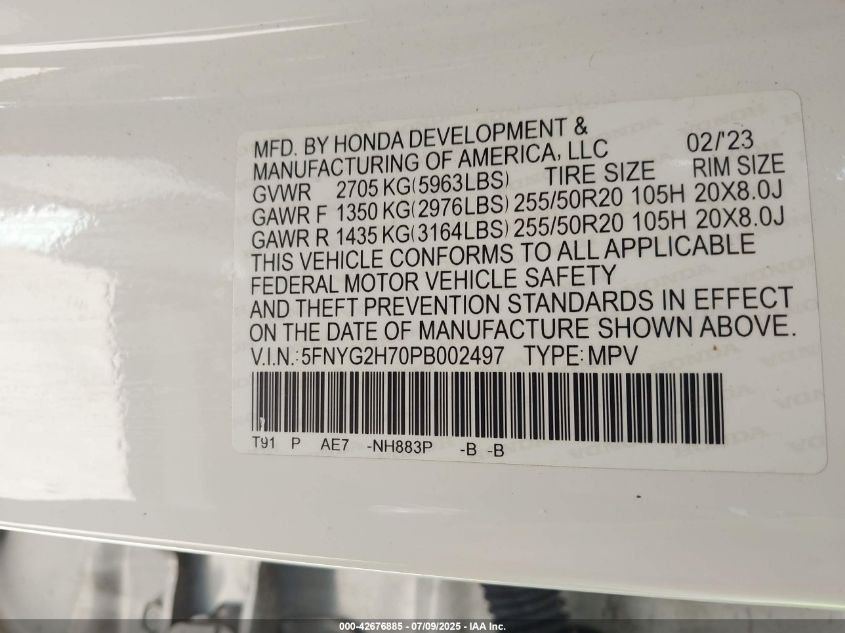 MFD. BY HONDA DEVELOPMENT &
MANUFACTURING OF AMERICA, LLC 02/'23
GVWR 2705 KG(5963LBS) TIRE SIZE RIM SIZE
GAWR F 1350 KG(2976LBS) 255/50R20 105H 20X8.0J
GAWR R 1435 KG(3164LBS) 255/50R20 105H 20X8.0J
THIS VEHICLE CONFORMS TO ALL APPLICABLE
FEDERAL MOTOR VEHICLE SAFETY
AND THEFT PREVENTION STANDARDS IN EFFECT
ON THE DATE OF MANUFACTURE SHOWN ABOVE.
V.I.N.: 5FNYG2H70PB002497 TYPE: MPV
T91 P AE7 -NH883P -B -B
000-42676885 - 07/09/2025 - IAA Inc.